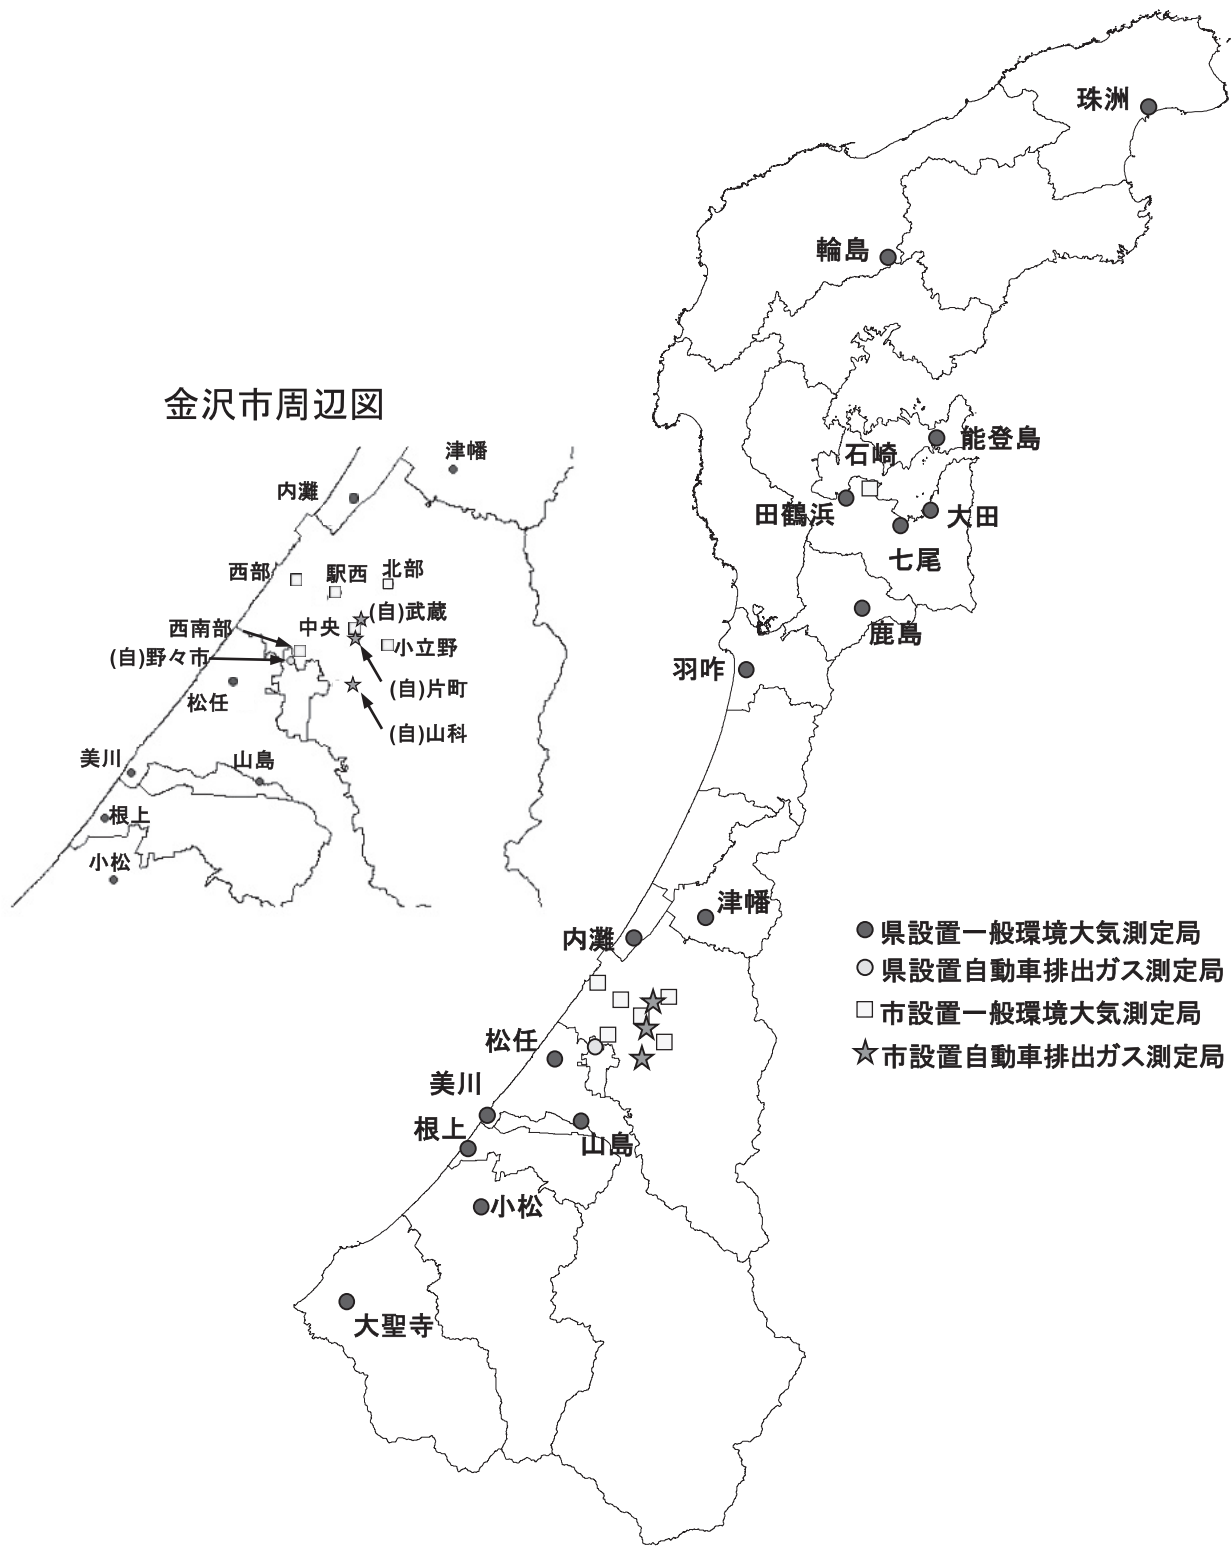 珠洲
輪島
能登島
石崎
田鶴浜
大田
七尾
鹿島
羽咋
金沢市周辺図
津幡
内灘
西部
駅西
北部
(自)武蔵
西南部
中央
小立野
(自)野々市
(自)片町
松任
(自)山科
美川
山島
根上
小松
津幡
内灘
松任
美川
根上
山島
小松
大聖寺
県設置一般環境大気測定局
県設置自動車排出ガス測定局
市設置一般環境大気測定局
市設置自動車排出ガス測定局